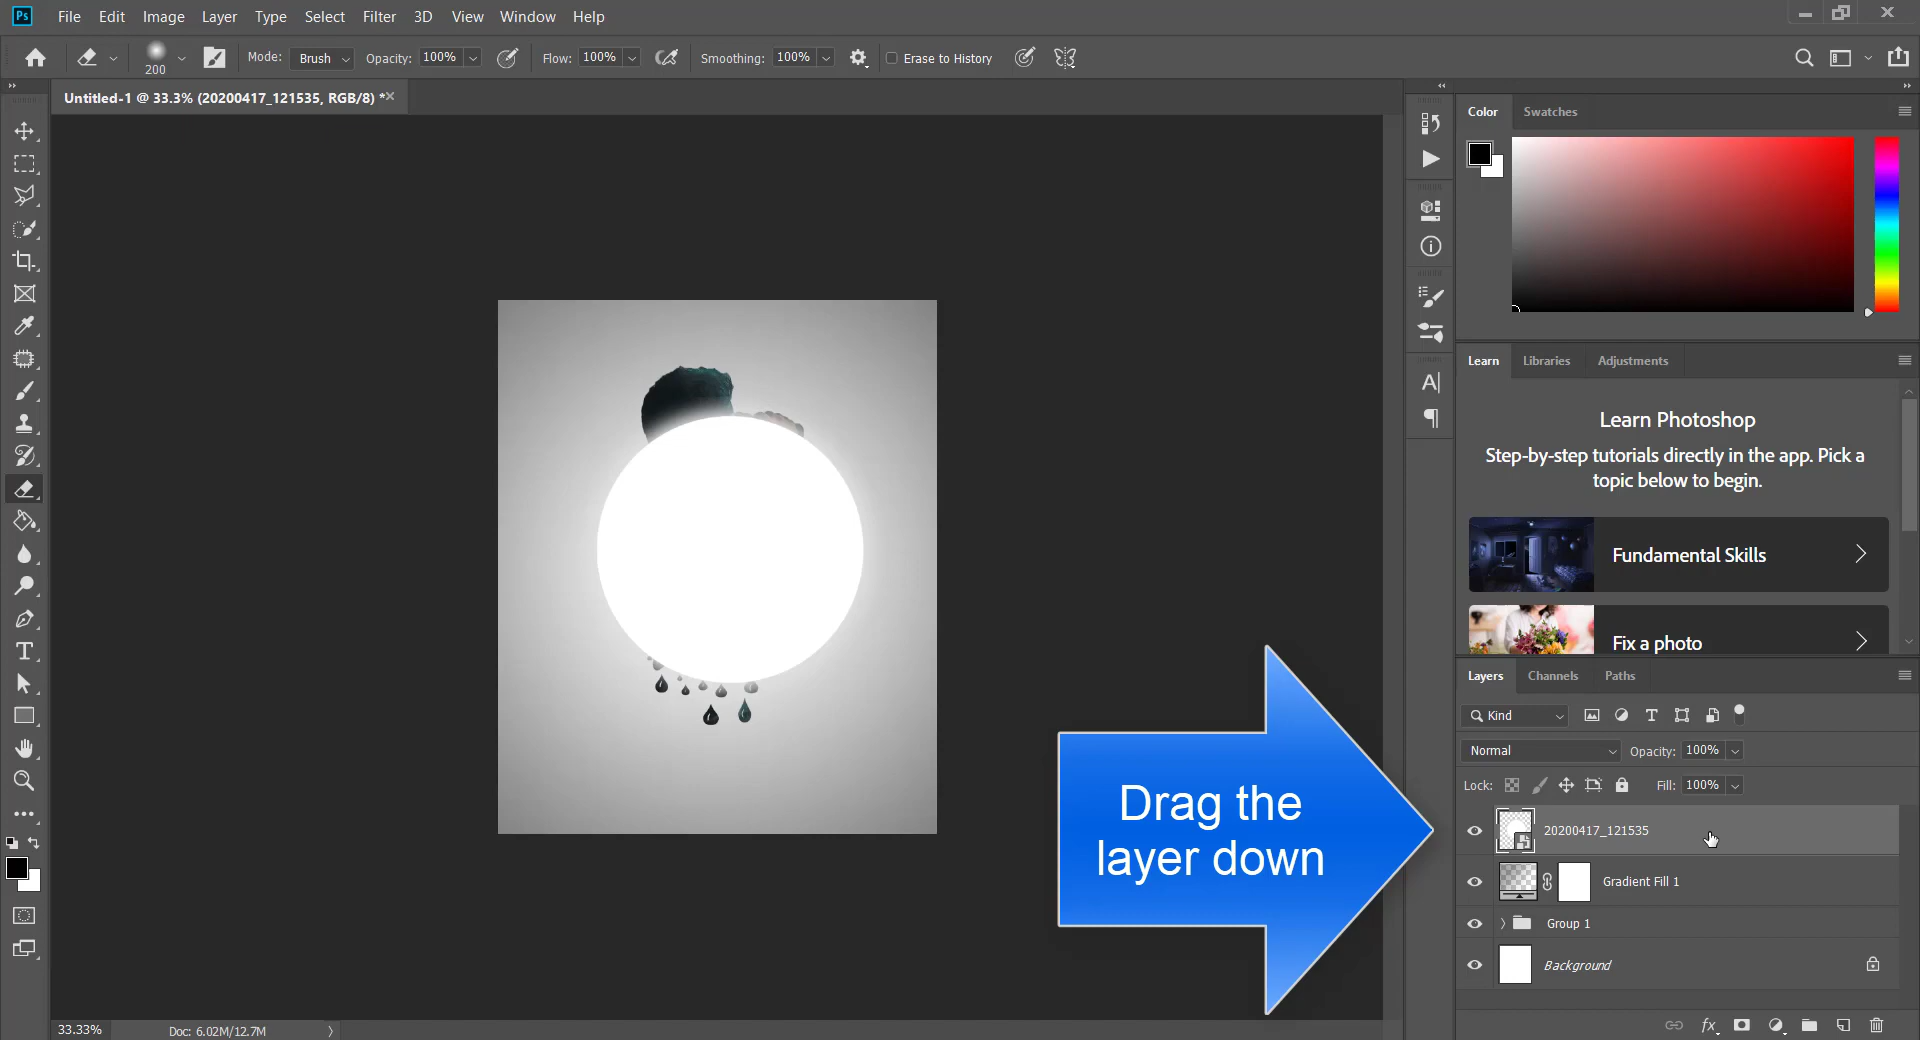 Ps File Edit Image Layer Type Select Filter 3D View Window Help
200 Mode: Brush Opacity: 100% Flow: 100% Smoothing: 100% Erase to History
Untitled-1 @ 33.3% (20200417_121535, RGB/8) *
Color Swatches
Learn Libraries Adjustments
Learn Photoshop
Step-by-step tutorials directly in the app. Pick a
topic below to begin.
Fundamental Skills
Fix a photo
Layers Channels Paths
Kind
Normal Opacity: 100%
Lock: Fill: 100%
20200417_121535
Gradient Fill 1
Group 1
Background
fx
Drag the
layer down
33.33% Doc: 6.02M/12.7M